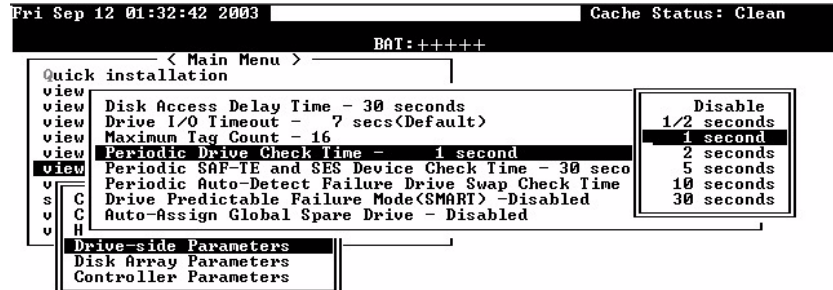 Fri Sep 12 01:32:42 2003 Cache Status: Clean
BAT:+++++
< Main Menu >
Quick installation
view
view Disk Access Delay Time - 30 seconds Disable
view Drive I/O Timeout - 7 secs(Default) 1/2 seconds
view Maximum Tag Count - 16 1 second
view Periodic Drive Check Time - 1 second 2 seconds
view Periodic SAF-TE and SES Device Check Time - 30 seco 5 seconds
v Periodic Auto-Detect Failure Drive Swap Check Time 10 seconds
s C Drive Predictable Failure Mode(SMART) -Disabled 30 seconds
v C Auto-Assign Global Spare Drive - Disabled
v H
Drive-side Parameters
Disk Array Parameters
Controller Parameters